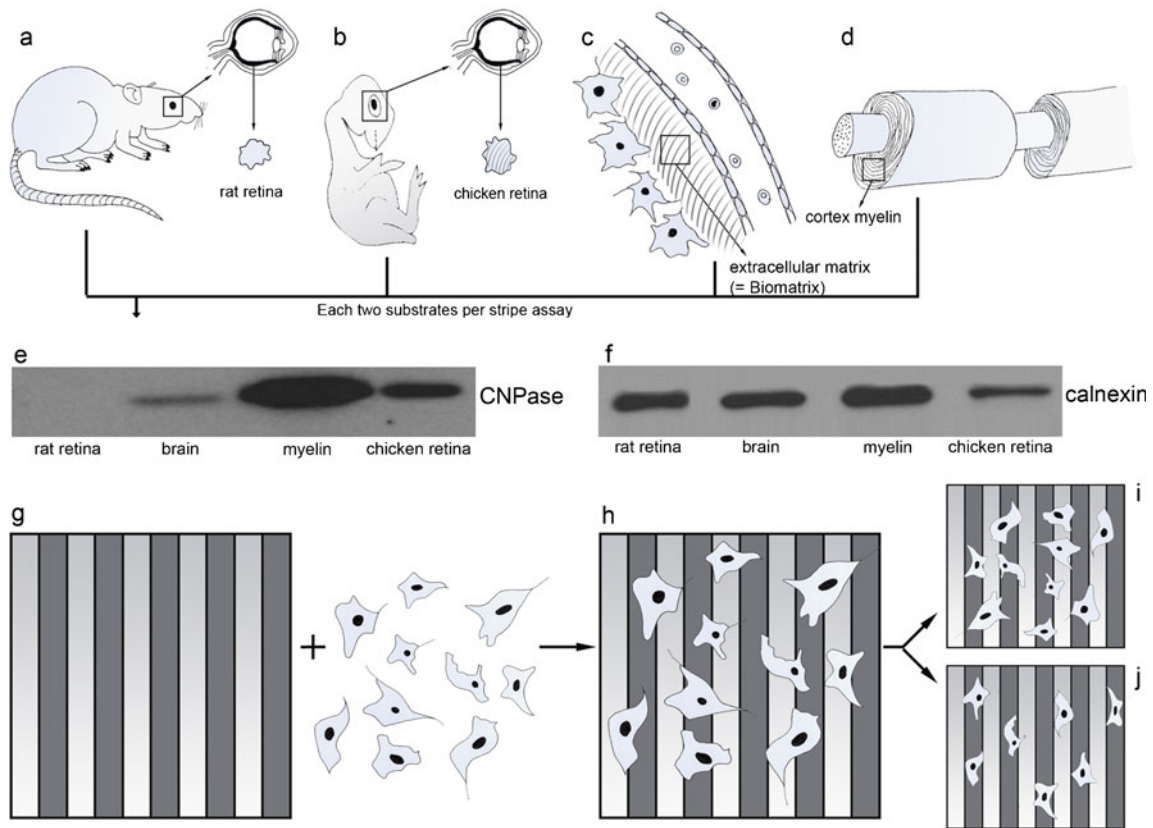 a
b
c
d
rat retina
chicken retina
cortex myelin
extracellular matrix
(= Biomatrix)
Each two substrates per stripe assay
e
CNPase
rat retina brain myelin chicken retina
f
calnexin
rat retina brain myelin chicken retina
g
h
i
j